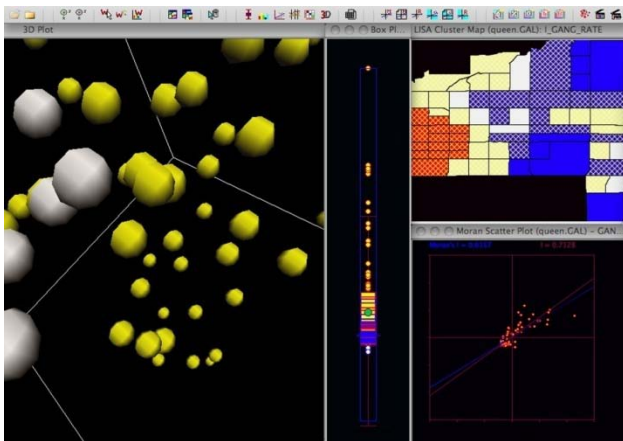 3D
3D Plot
Box Pl...
LISA Cluster Map (queen.GAL): I_GANG_RATE
Moran Scatter Plot (queen.GAL) - GAN